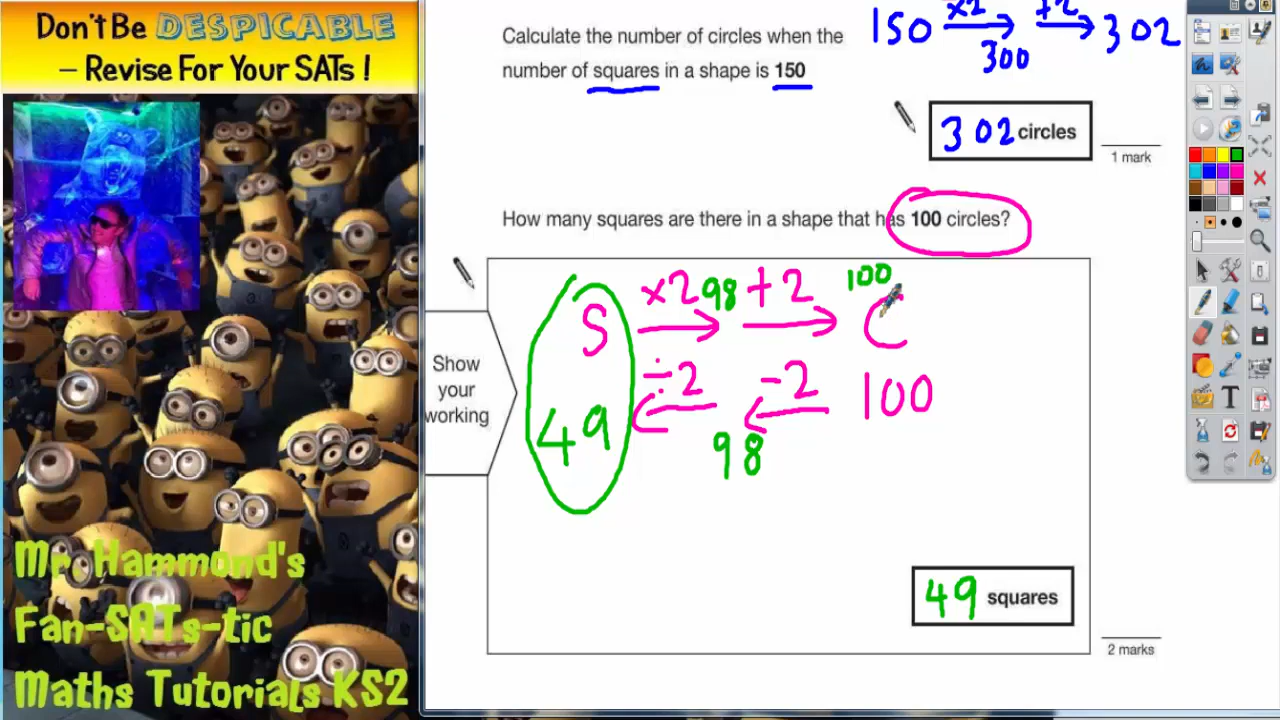 Don't Be DESPICABLE
– Revise For Your SATs !
Mr. Hammond's
Fan-SATs-tic
Maths Tutorials KS2
Calculate the number of circles when the
number of squares in a shape is 150
150 ×2 +2 302
300
302 circles
1 mark
How many squares are there in a shape that has 100 circles?
Show
your
working
S ×2 98 +2 100 C
÷2 -2 100
49 98
49 squares
2 marks